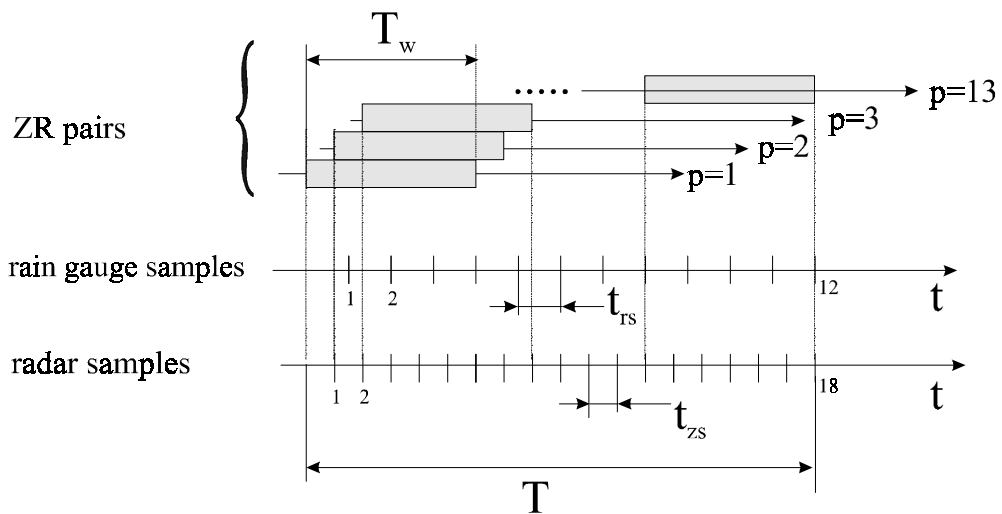 T_w
ZR pairs
..... p=13
p=3
p=2
p=1
rain gauge samples
1 2 12
t_rs t
radar samples
1 2 18
t_zs t
T